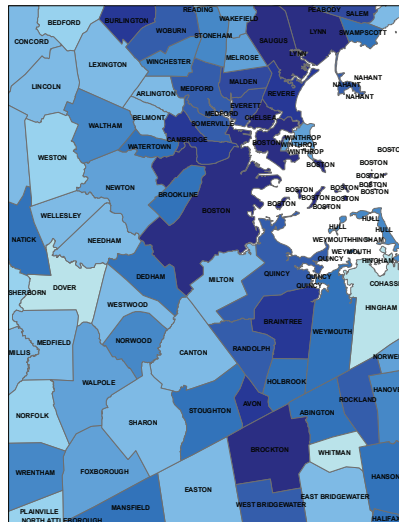 READING
PEABODY
SALEM
BEDFORD
BURLINGTON
WAKEFIELD
LYNN
WOBURN
STONEHAM
SWAMPSCOTT
CONCORD
SAUGUS
LYNN
MELROSE
LEXINGTON
WINCHESTER
NAHANT
MALDEN
NAHANT
LINCOLN
MEDFORD
REVERE
ARLINGTON
NAHANT
EVERETT
MEDFORD
BELMONT
CHELSEA
SOMERVILLE
WALTHAM
CAMBRIDGE
WINTHROP
BOSTON
WINTHROP
WATERTOWN
WINTHROP
BOSTON
WESTON
BOSTON
BOSTON
BOSTON
NEWTON
BOSTON
BOSTON
BOSTON
BROOKLINE
BOSTON
BOSTON
BOSTON
BOSTON
BOSTON
BOSTON
WELLESLEY
HULL
HULL
HULL
NATICK
NEEDHAM
WEYMOUTH
HINGHAM
WEYMOUTH
QUINCY
HINGHAM
DEDHAM
MILTON
QUINCY
QUINCY
COHASS
SHERBORN
DOVER
QUINCY
WESTWOOD
HINGHAM
BRAINTREE
WEYMOUTH
NORWOOD
MEDFIELD
RANDOLPH
MILLIS
CANTON
NORWE
HOLBROOK
WALPOLE
HANOVE
ROCKLAND
AVON
STOUGHTON
ABINGTON
NORFOLK
SHARON
BROCKTON
WHITMAN
WRENTHAM
FOXBOROUGH
HANSON
EASTON
EAST BRIDGEWATER
WEST BRIDGEWATER
MANSFIELD
PLAINVILLE
HALIFAX
NORTH ATTLEBOROUGH